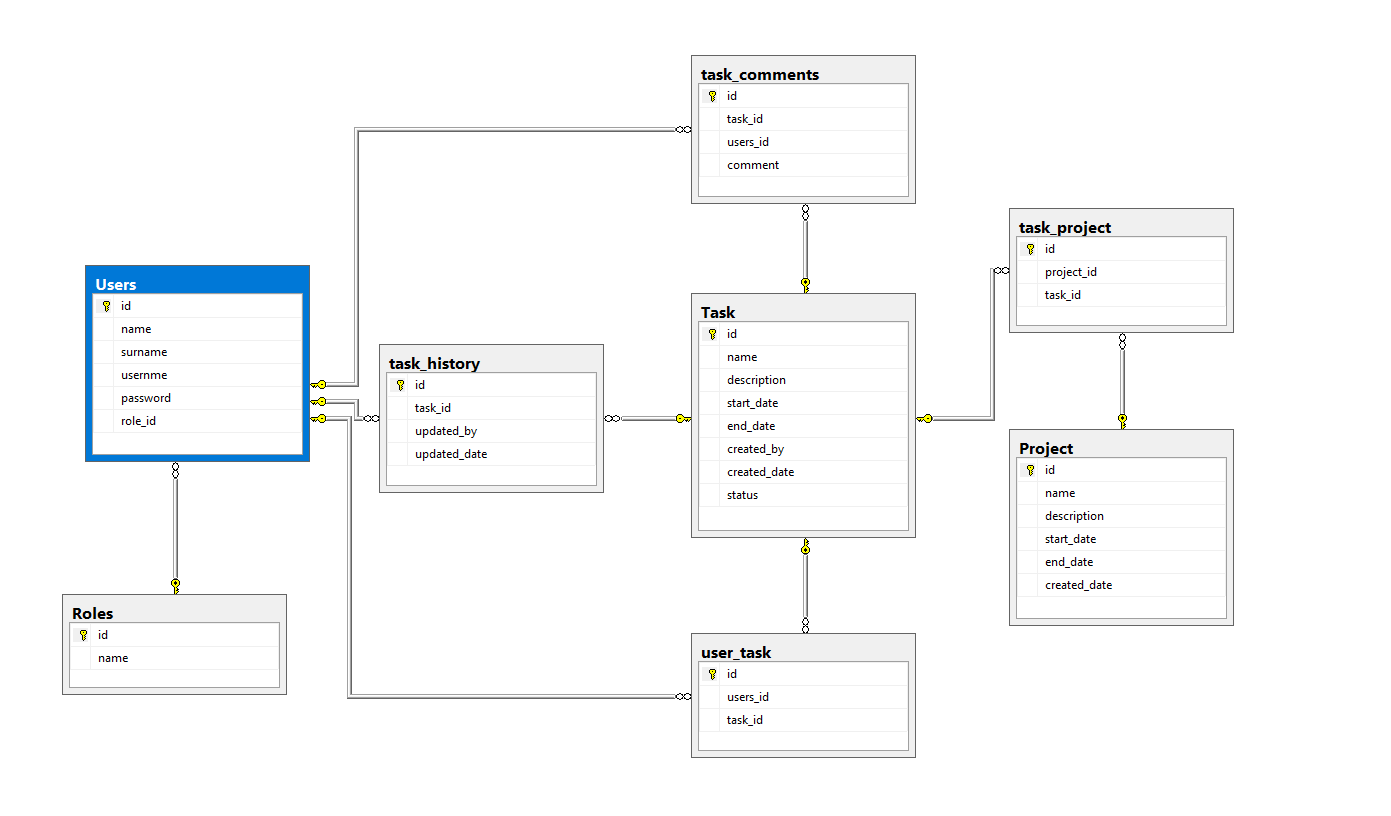 task_comments
id
task_id
users_id
comment
task_project
id
project_id
task_id
Users
id
name
surname
usernme
password
role_id
task_history
id
task_id
updated_by
updated_date
Task
id
name
description
start_date
end_date
created_by
created_date
status
Project
id
name
description
start_date
end_date
created_date
Roles
id
name
user_task
id
users_id
task_id